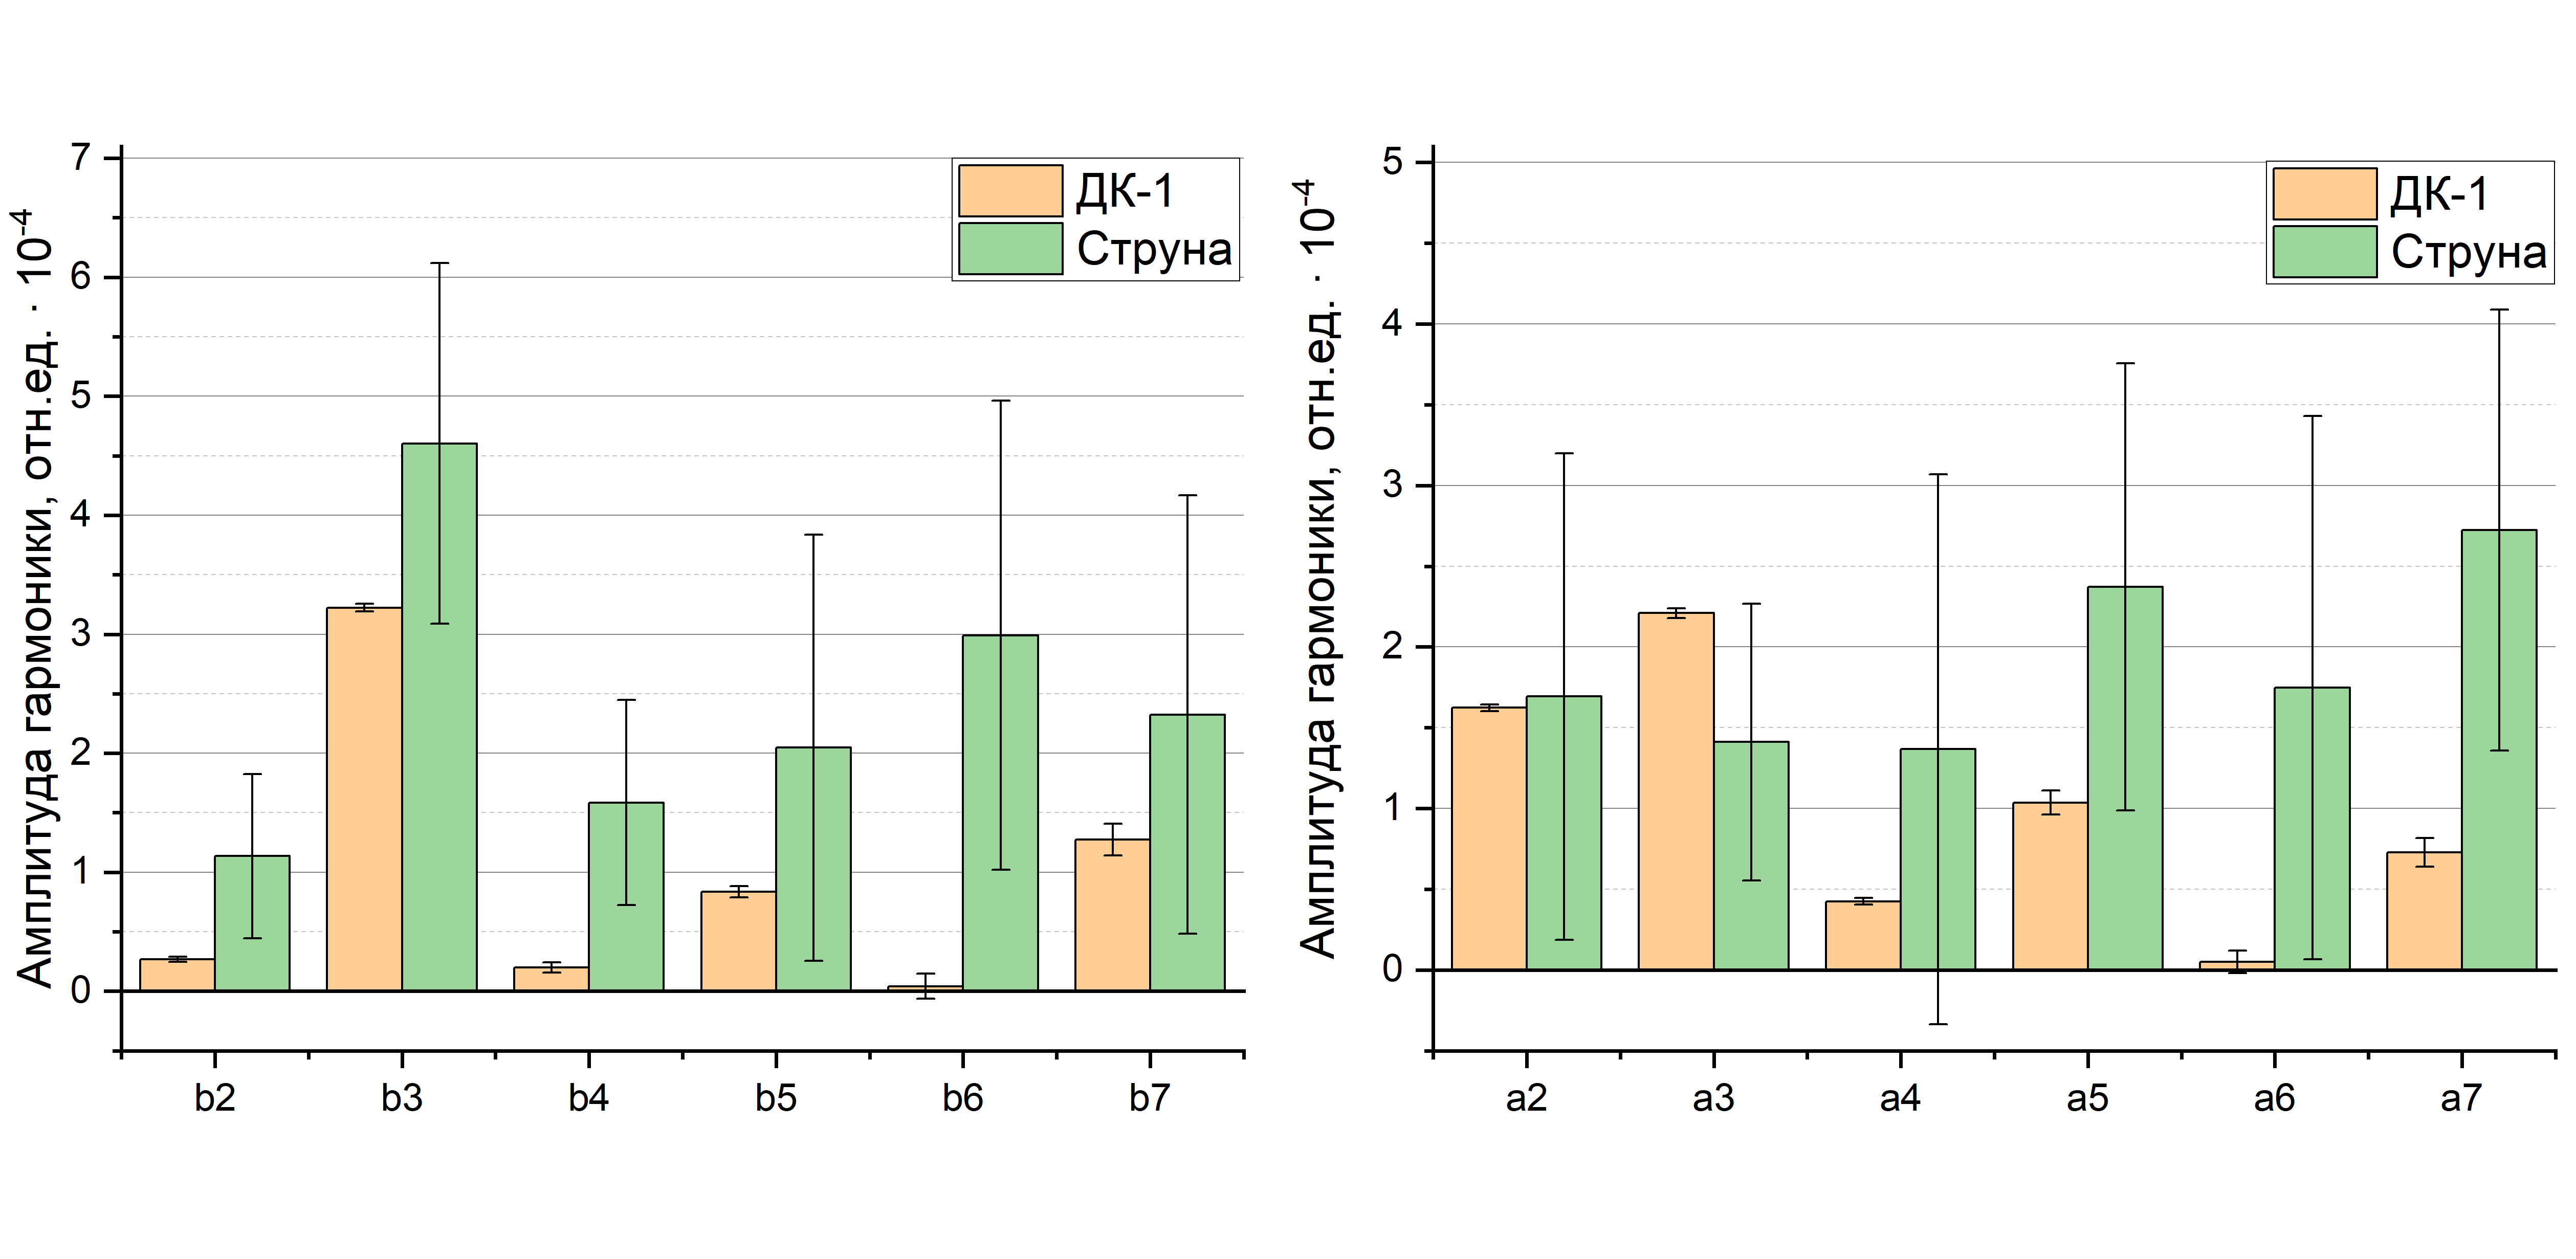 Амплитуда гармоники, отн.ед. · 10-4
7
6
5
4
3
2
1
0
ДК-1
Струна
b2 b3 b4 b5 b6 b7
Амплитуда гармоники, отн.ед. · 10-4
5
4
3
2
1
0
ДК-1
Струна
a2 a3 a4 a5 a6 a7